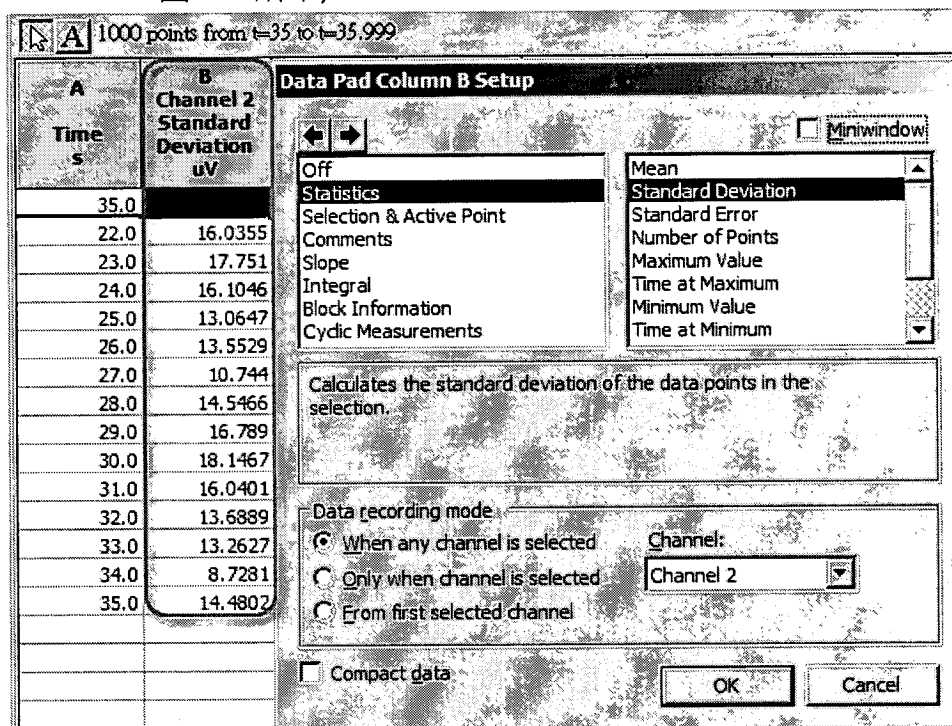 A 1000 points from t=35 to t=35.999
A
Time
s
B
Channel 2
Standard
Deviation
uV
35.0
22.0 16.0355
23.0 17.751
24.0 16.1046
25.0 13.0647
26.0 13.5529
27.0 10.744
28.0 14.5466
29.0 16.789
30.0 18.1467
31.0 16.0401
32.0 13.6889
33.0 13.2627
34.0 8.7281
35.0 14.4802
Data Pad Column B Setup
Miniwindow
Off
Statistics
Selection & Active Point
Comments
Slope
Integral
Block Information
Cyclic Measurements
Mean
Standard Deviation
Standard Error
Number of Points
Maximum Value
Time at Maximum
Minimum Value
Time at Minimum
Calculates the standard deviation of the data points in the
selection.
Data recording mode
When any channel is selected
Only when channel is selected
From first selected channel
Channel:
Channel 2
Compact data
OK
Cancel